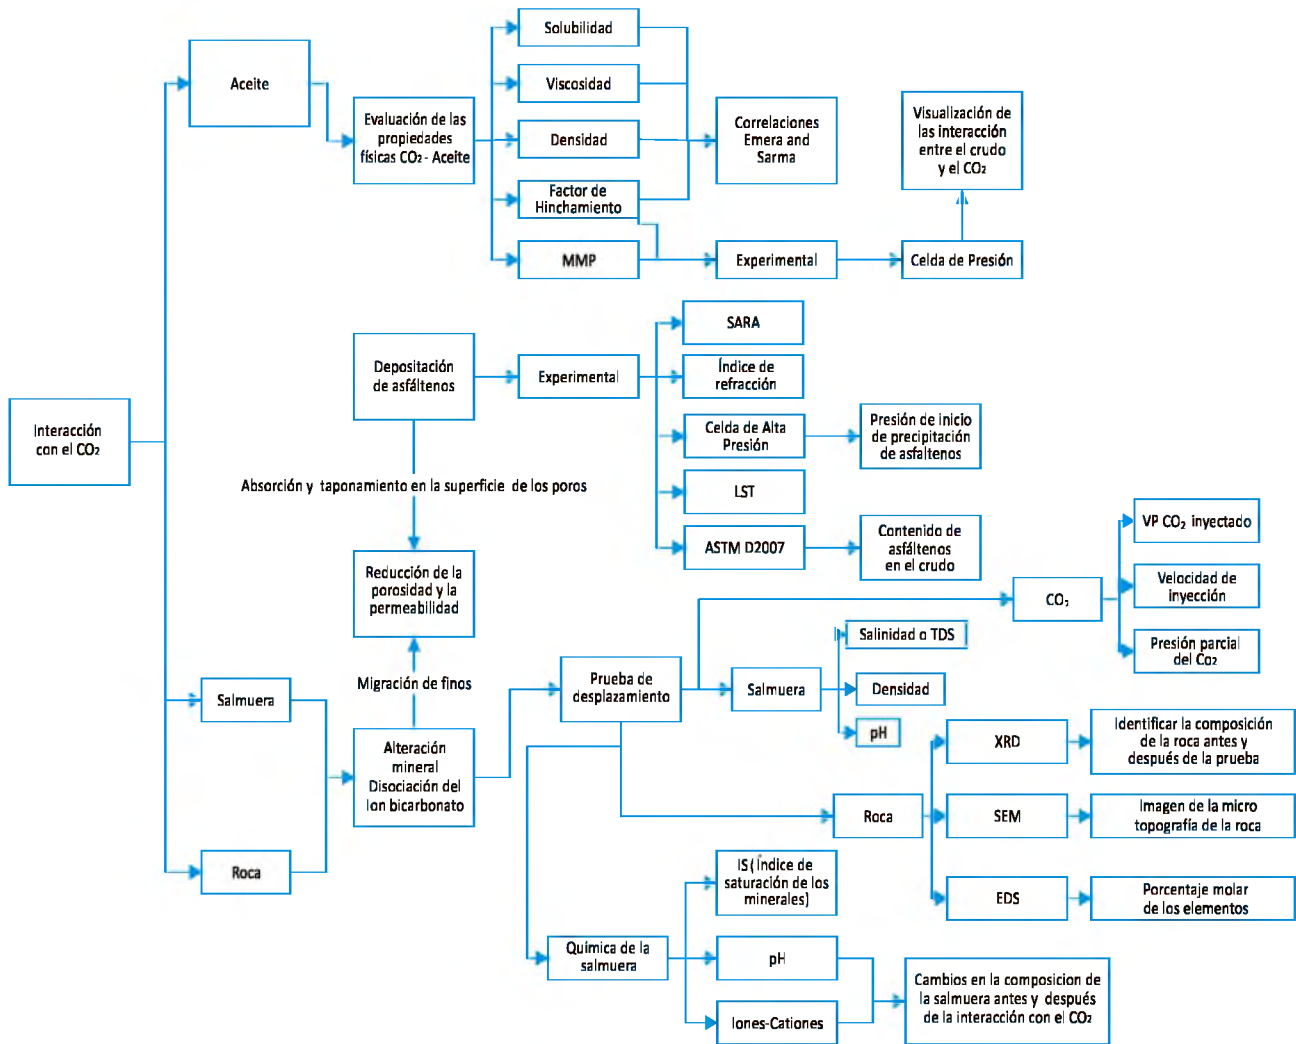 Solubilidad
Aceite
Viscosidad
Evaluación de las
propiedades
físicas CO₂ - Aceite
Densidad
Correlaciones
Emera and
Sarma
Visualización de
las interacción
entre el crudo
y el CO₂
Factor de
Hinchamiento
MMP
Experimental
Celda de Presión
Interacción
con el CO₂
Depositación
de asfáltenos
Experimental
SARA
Índice de
refracción
Celda de Alta
Presión
Presión de inicio
de precipitación
de asfaltenos
LST
ASTM D2007
Contenido de
asfáltenos
en el crudo
Absorción y taponamiento en la superficie de los poros
Reducción de la
porosidad y la
permeabilidad
Migración de finos
Salmuera
Roca
Alteración
mineral
Disociación del
Ion bicarbonato
Prueba de
desplazamiento
CO₂
VP CO₂ inyectado
Velocidad de
inyección
Presión parcial
del Co₂
Salmuera
Salinidad o TDS
Densidad
pH
Roca
XRD
Identificar la composición
de la roca antes y
después de la prueba
SEM
Imagen de la micro
topografía de la roca
EDS
Porcentaje molar
de los elementos
Química de la
salmuera
IS (Índice de
saturación de los
minerales)
pH
Iones-Cationes
Cambios en la composicion de
la salmuera antes y después
de la interacción con el CO₂